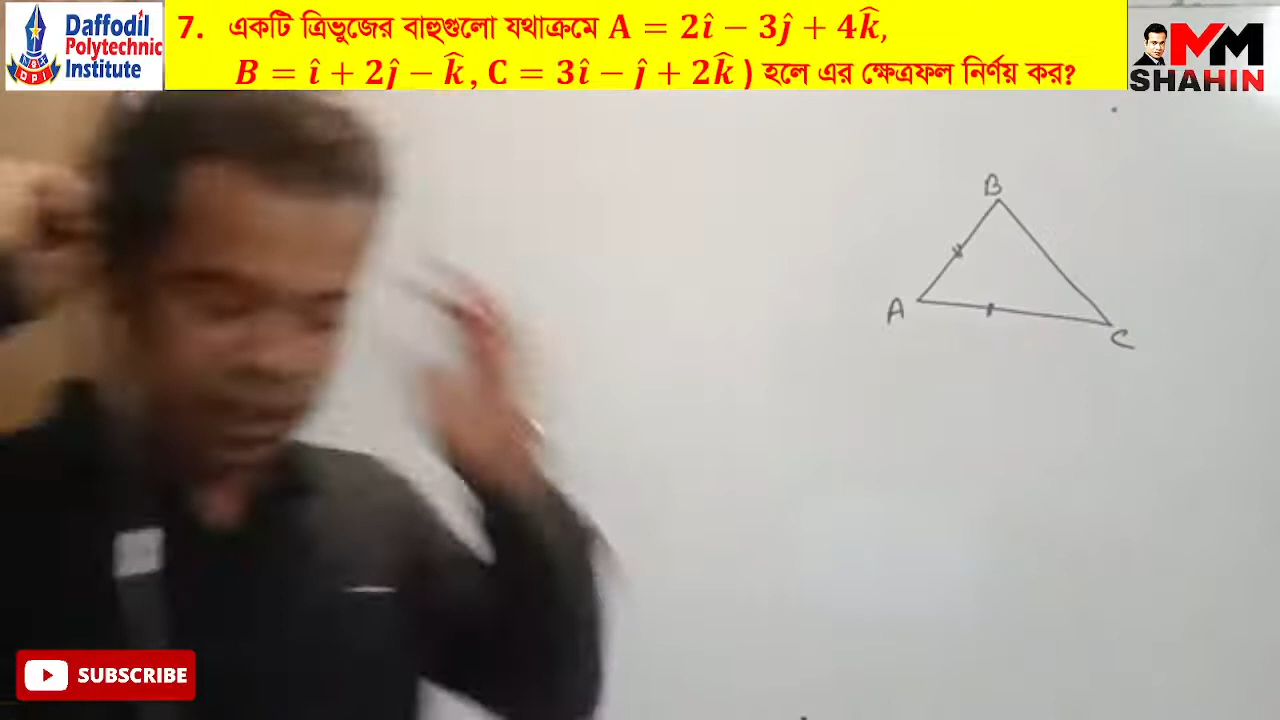 Daffodil
Polytechnic
Institute
DPI
7. একটি ত্রিভুজের বাহুগুলো যথাক্রমে A = 2î − 3ĵ + 4k̂,
B = î + 2ĵ − k̂, C = 3î − ĵ + 2k̂ ) হলে এর ক্ষেত্রফল নির্ণয় কর?
MM
SHAHIN
B
A
C
SUBSCRIBE